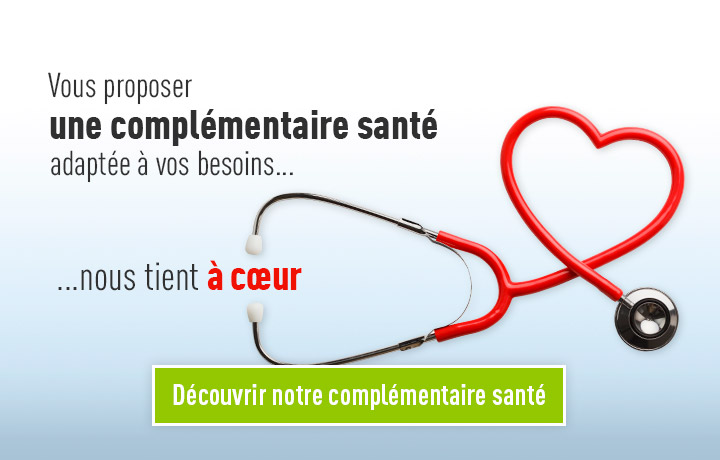 Vous proposer
une complémentaire santé
adaptée à vos besoins...
...nous tient à cœur
Découvrir notre complémentaire santé